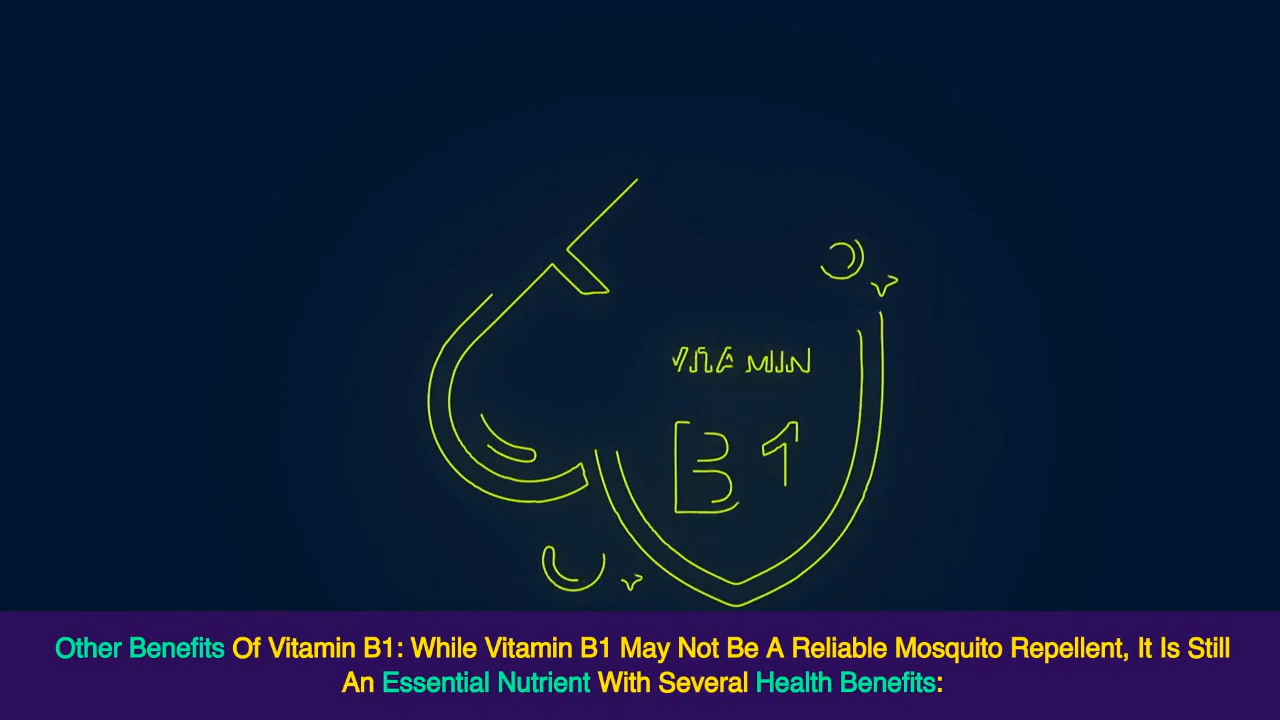 VITAMIN
B1
Other Benefits Of Vitamin B1: While Vitamin B1 May Not Be A Reliable Mosquito Repellent, It Is Still
An Essential Nutrient With Several Health Benefits: